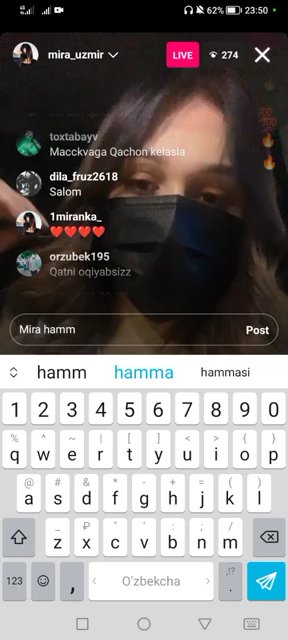 62% 23:50
mira_uzmir LIVE 274
💯
💯
toxtabayv
Macckvaga Qachon kelasla
dila_fruz2618
Salom
1miranka_
❤️❤️❤️❤️
orzubek195
Qatni oqiyabsizz
Mira hamm Post
hamm hamma hammasi
1 2 3 4 5 6 7 8 9 0
% ^ ~ | [ ] < > { }
q w e r t y u i o p
@ # & * - + = ( )
a s d f g h j k l
_ ₽ " ' : ; /
z x c v b n m
123 , O'zbekcha ,!?
.